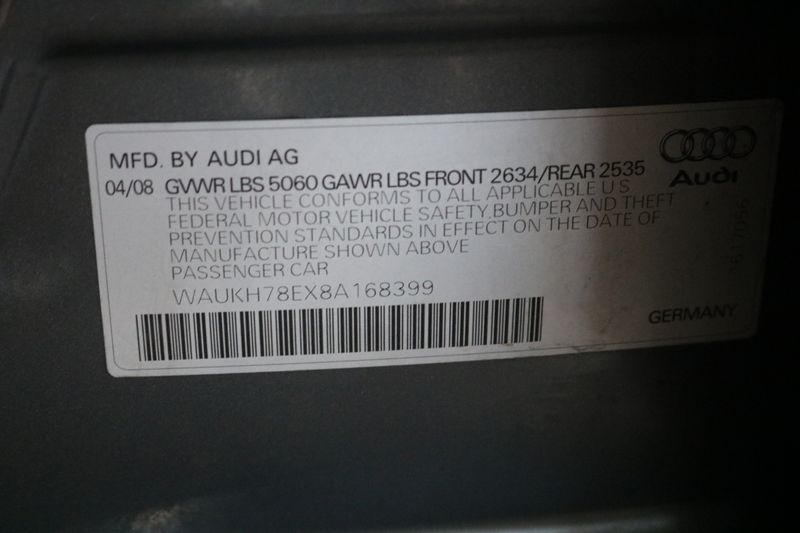 MFD. BY AUDI AG
04/08 GVWR LBS 5060 GAWR LBS FRONT 2634/REAR 2535
THIS VEHICLE CONFORMS TO ALL APPLICABLE U S
FEDERAL MOTOR VEHICLE SAFETY, BUMPER AND THEFT
PREVENTION STANDARDS IN EFFECT ON THE DATE OF
MANUFACTURE SHOWN ABOVE
PASSENGER CAR
WAUKH78EX8A168399
Audi
GERMANY